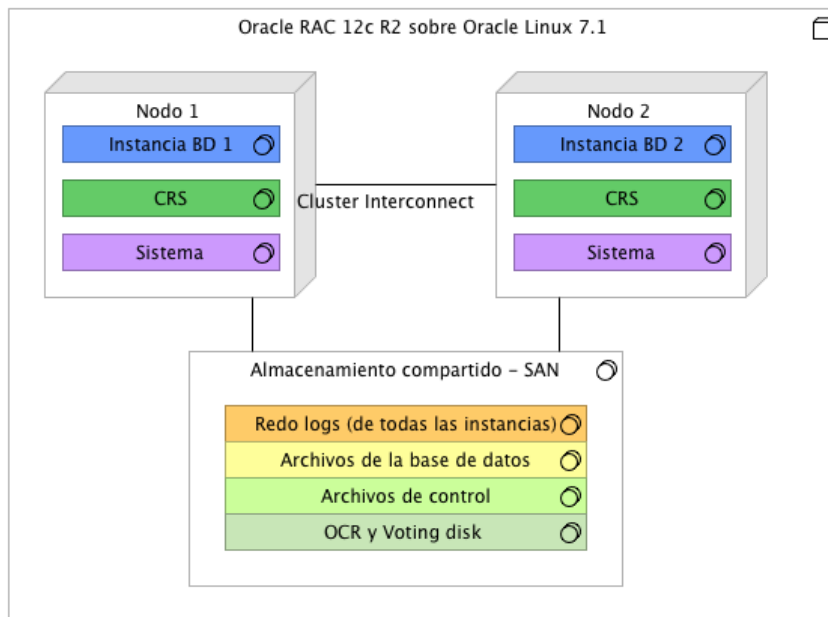 Oracle RAC 12c R2 sobre Oracle Linux 7.1
Nodo 1
Instancia BD 1
CRS
Sistema
Cluster Interconnect
Nodo 2
Instancia BD 2
CRS
Sistema
Almacenamiento compartido - SAN
Redo logs (de todas las instancias)
Archivos de la base de datos
Archivos de control
OCR y Voting disk